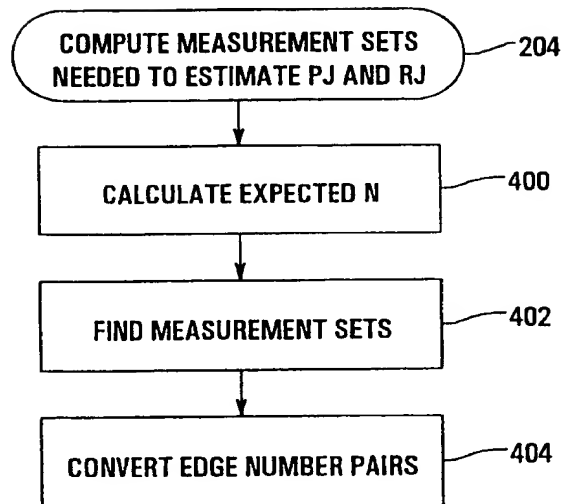 COMPUTE MEASUREMENT SETS
NEEDED TO ESTIMATE PJ AND RJ
204
CALCULATE EXPECTED N
400
FIND MEASUREMENT SETS
402
CONVERT EDGE NUMBER PAIRS
404